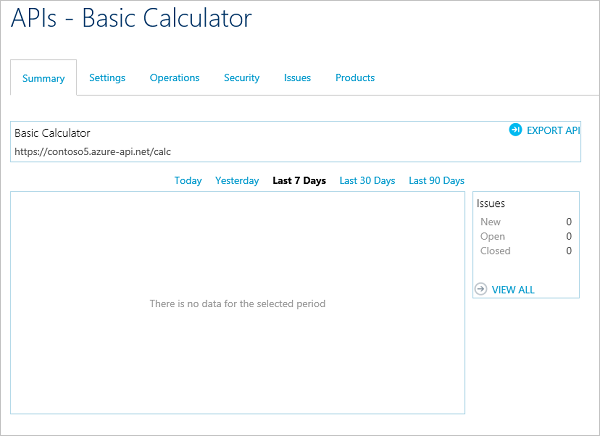 APIs - Basic Calculator
Summary Settings Operations Security Issues Products
Basic Calculator
EXPORT API
https://contoso5.azure-api.net/calc
Today Yesterday Last 7 Days Last 30 Days Last 90 Days
There is no data for the selected period
Issues
New 0
Open 0
Closed 0
VIEW ALL